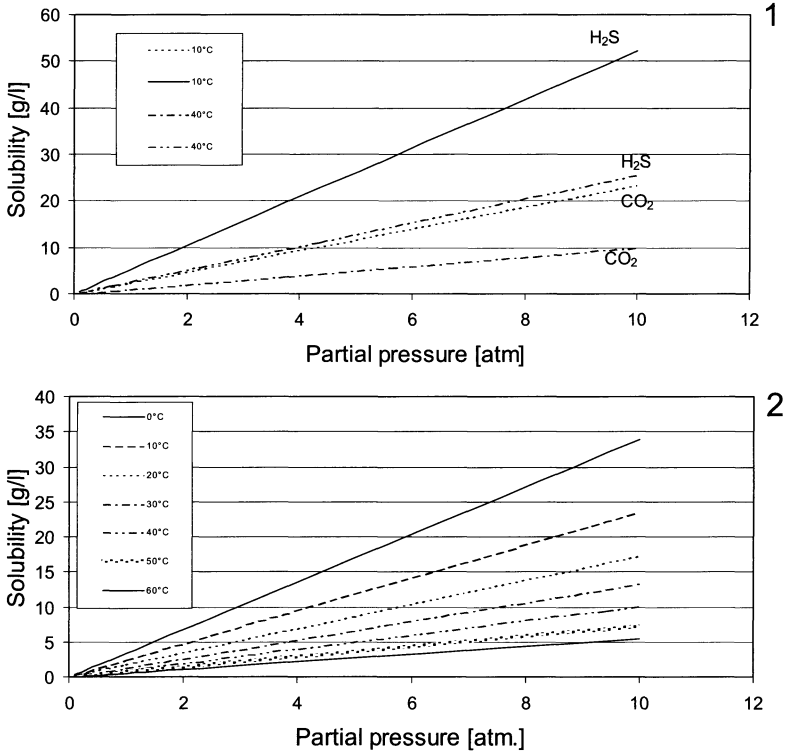 1
60
50
40
30
20
10
0
Solubility [g/l]
10°C
10°C
40°C
40°C
H₂S
H₂S
CO₂
CO₂
0 2 4 6 8 10 12
Partial pressure [atm]
2
40
35
30
25
20
15
10
5
0
Solubility [g/l]
0°C
10°C
20°C
30°C
40°C
50°C
60°C
0 2 4 6 8 10 12
Partial pressure [atm.]